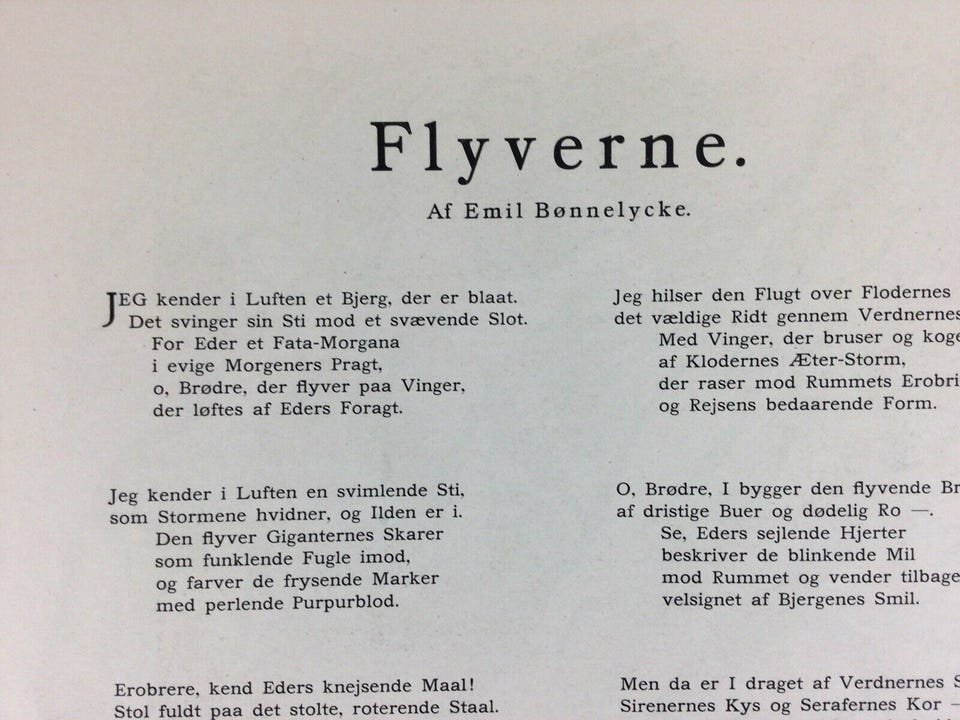 Flyverne.
Af Emil Bønnelycke.
JEG kender i Luften et Bjerg, der er blaat.
Det svinger sin Sti mod et svævende Slot.
For Eder et Fata-Morgana
i evige Morgeners Pragt,
o, Brødre, der flyver paa Vinger,
der løftes af Eders Foragt.
Jeg kender i Luften en svimlende Sti,
som Stormene hvidner, og Ilden er i.
Den flyver Giganternes Skarer
som funklende Fugle imod,
og farver de frysende Marker
med perlende Purpurblod.
Erobrere, kend Eders knejsende Maal!
Stol fuldt paa det stolte, roterende Staal.
Jeg hilser den Flugt over Flodernes
det vældige Ridt gennem Verdnernes
Med Vinger, der bruser og
af Klodernes Æter-Storm,
der raser mod Rummets
og Rejsens bedaarende Form.
O, Brødre, I bygger den flyvende
af dristige Buer og dødelig Ro —.
Se, Eders sejlende Hjerter
beskriver de blinkende Mil
mod Rummet og vender tilbage
velsignet af Bjergenes Smil.
Men da er I draget af Verdnernes
Sirenernes Kys og Serafernes Kor —